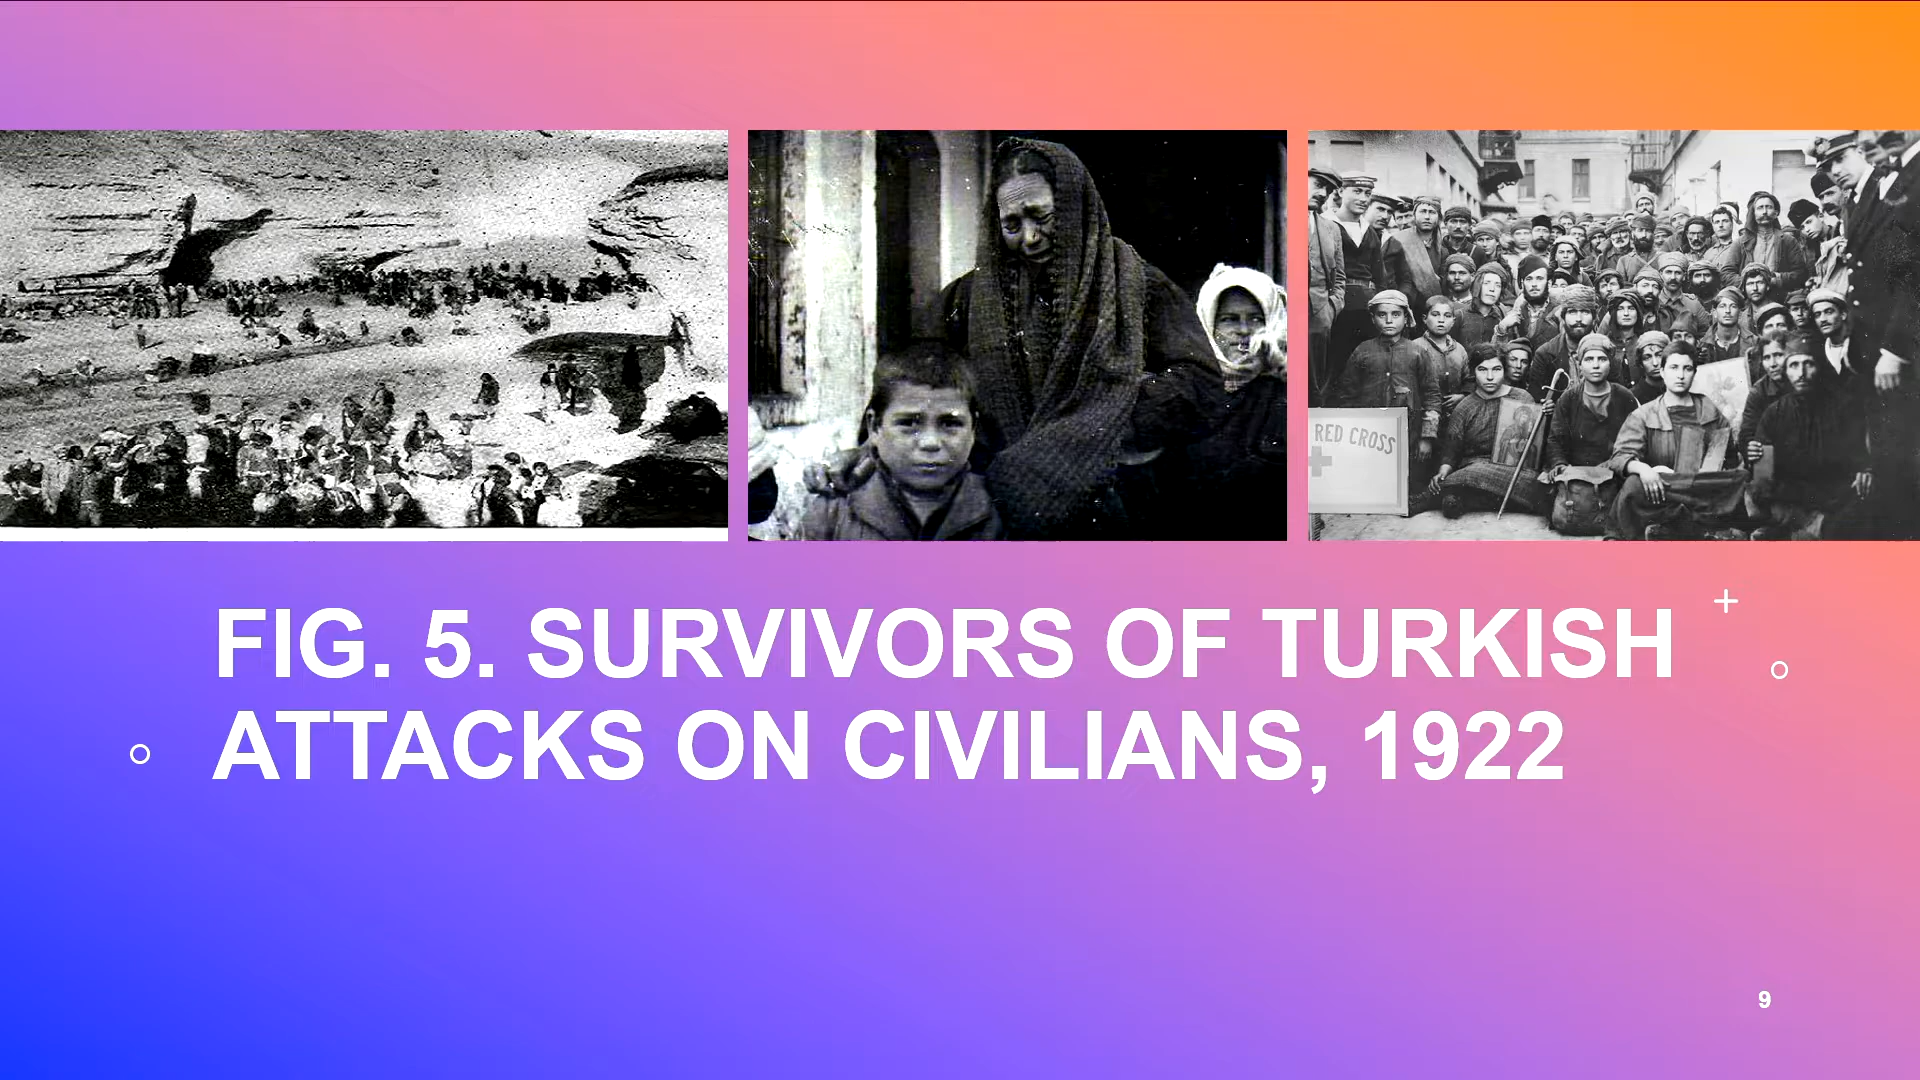 RED CROSS
FIG. 5. SURVIVORS OF TURKISH
ATTACKS ON CIVILIANS, 1922
9